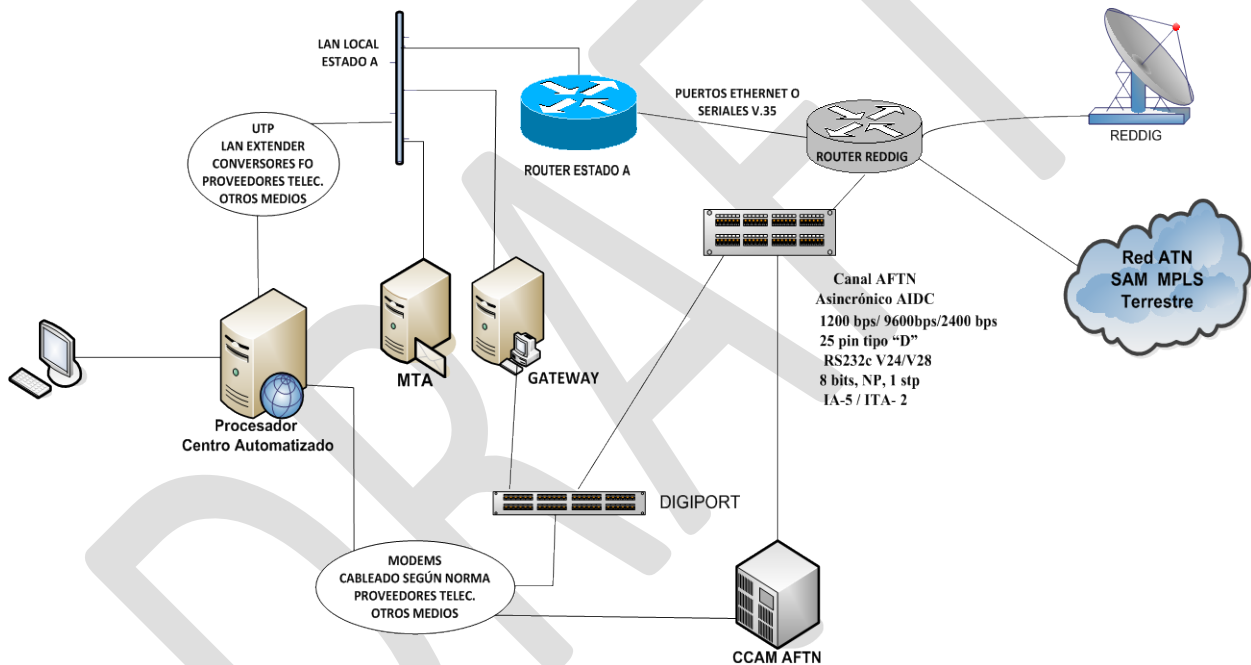 LAN LOCAL
ESTADO A
UTP
LAN EXTENDER
CONVERSORES FO
PROVEEDORES TELEC.
OTROS MEDIOS
ROUTER ESTADO A
PUERTOS ETHERNET O
SERIALES V.35
ROUTER REDDIG
REDDIG
Red ATN
SAM MPLS
Terrestre
Canal AFTN
Asincrónico AIDC
1200 bps/ 9600bps/2400 bps
25 pin tipo “D”
RS232c V24/V28
8 bits, NP, 1 stp
IA-5 / ITA- 2
MTA
GATEWAY
Procesador
Centro Automatizado
DIGIPORT
MODEMS
CABLEADO SEGÚN NORMA
PROVEEDORES TELEC.
OTROS MEDIOS
CCAM AFTN
DRAFT